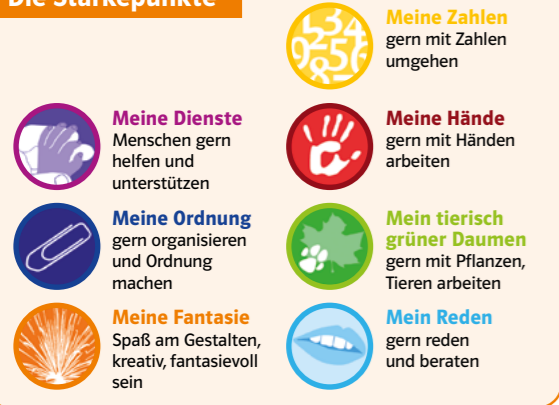 Die Stärkepunkte
Meine Zahlen
gern mit Zahlen
umgehen
Meine Dienste
Menschen gern
helfen und
unterstützen
Meine Hände
gern mit Händen
arbeiten
Meine Ordnung
gern organisieren
und Ordnung
machen
Mein tierisch
grüner Daumen
gern mit Pflanzen,
Tieren arbeiten
Meine Fantasie
Spaß am Gestalten,
kreativ, fantasievoll
sein
Mein Reden
gern reden
und beraten